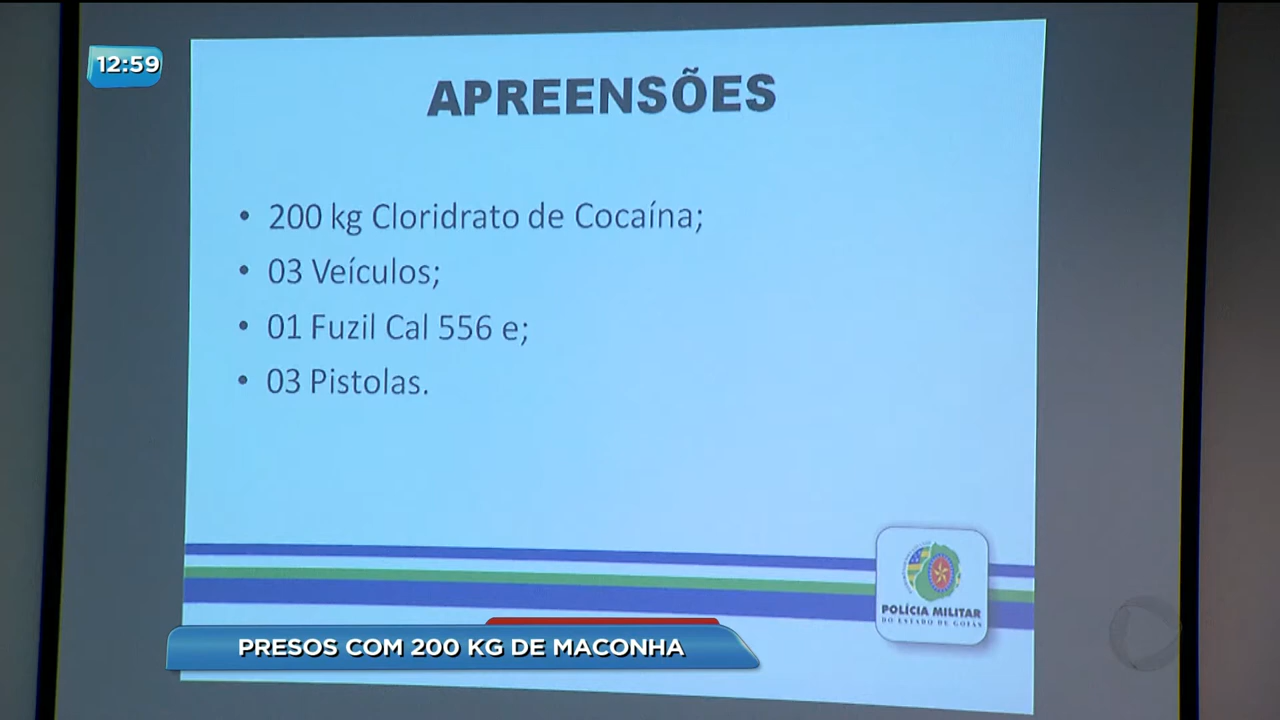 12:59
APREENSÕES
• 200 kg Cloridrato de Cocaína;
• 03 Veículos;
• 01 Fuzil Cal 556 e;
• 03 Pistolas.
POLÍCIA MILITAR
DO ESTADO DE GOIÁS
PRESOS COM 200 KG DE MACONHA